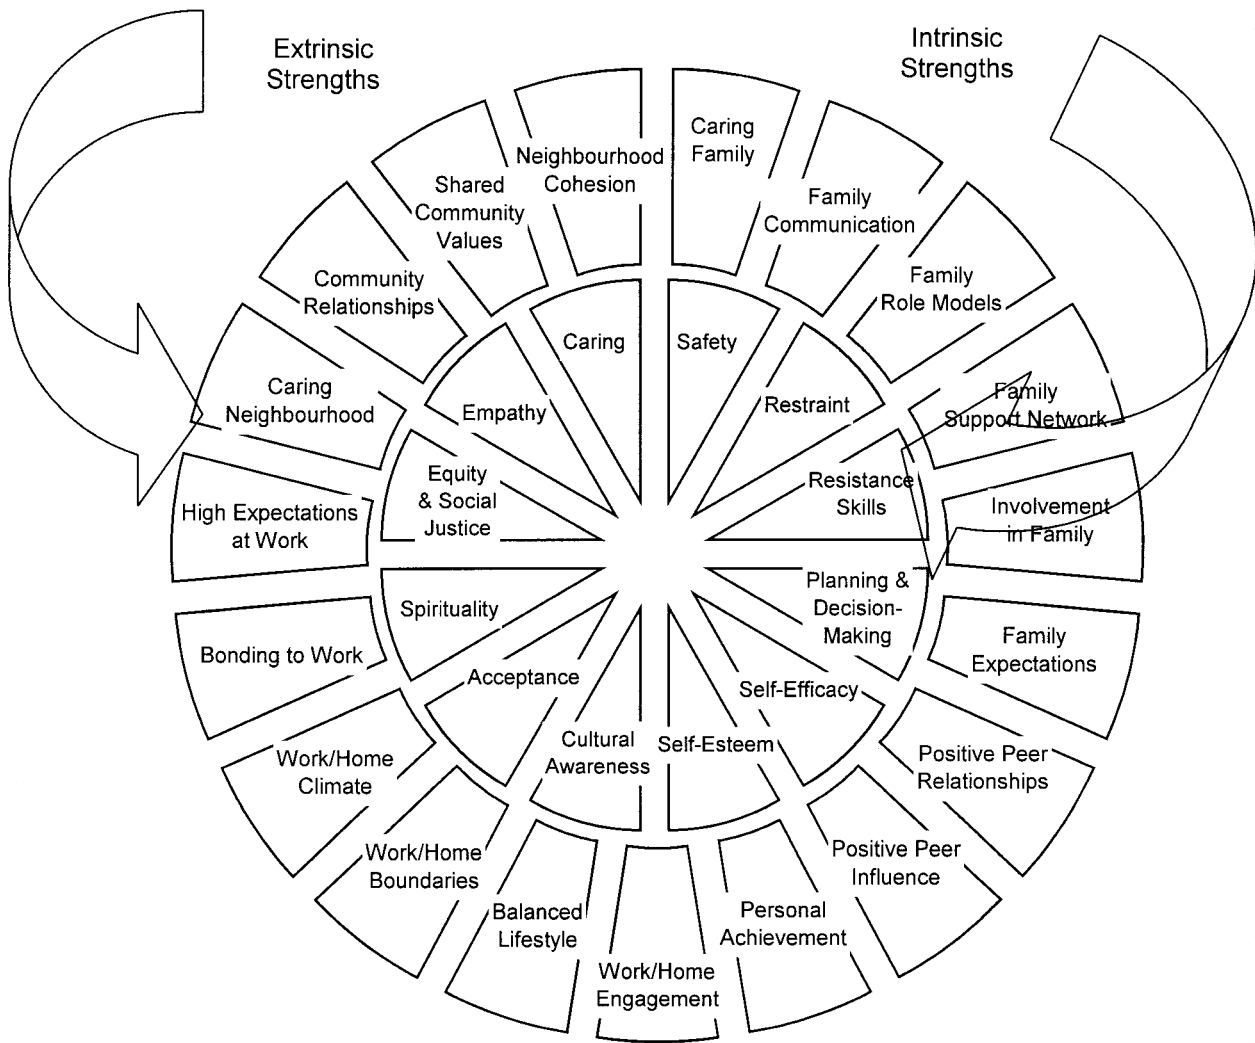 Extrinsic
Strengths
Intrinsic
Strengths
Caring
Family
Family
Communication
Family
Role Models
Family
Support Network
Involvement
in Family
Family
Expectations
Positive Peer
Relationships
Positive Peer
Influence
Personal
Achievement
Work/Home
Engagement
Balanced
Lifestyle
Work/Home
Boundaries
Work/Home
Climate
Bonding to Work
High Expectations
at Work
Caring
Neighbourhood
Community
Relationships
Shared
Community
Values
Neighbourhood
Cohesion
Safety
Restraint
Resistance
Skills
Planning &
Decision-
Making
Self-Efficacy
Self-Esteem
Cultural
Awareness
Acceptance
Spirituality
Equity
& Social
Justice
Empathy
Caring